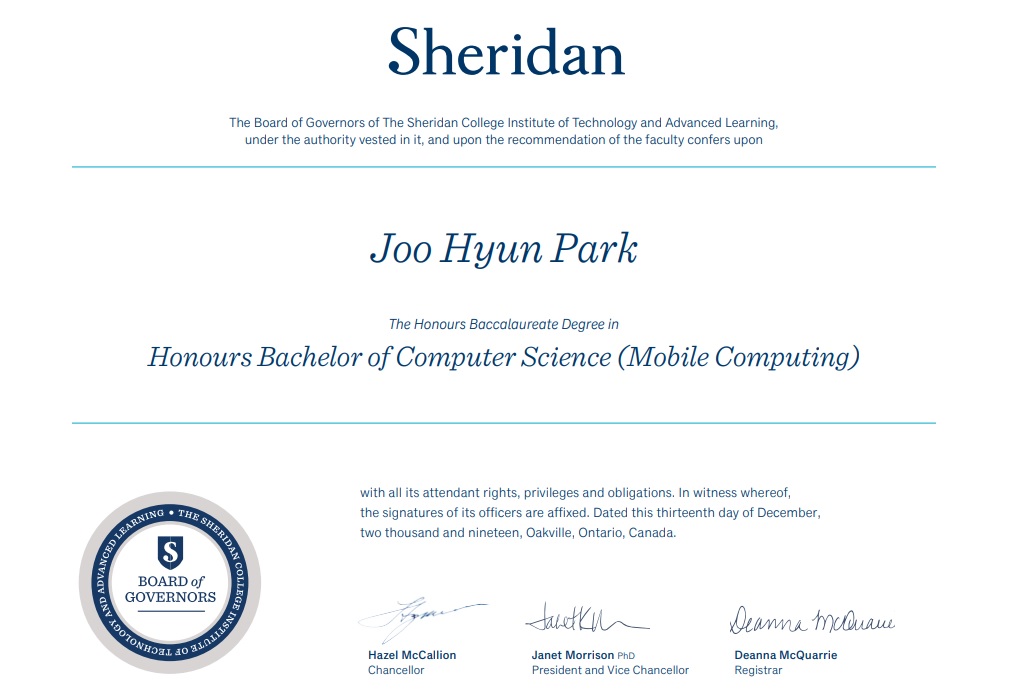 Sheridan
The Board of Governors of The Sheridan College Institute of Technology and Advanced Learning,
under the authority vested in it, and upon the recommendation of the faculty confers upon
Joo Hyun Park
The Honours Baccalaureate Degree in
Honours Bachelor of Computer Science (Mobile Computing)
with all its attendant rights, privileges and obligations. In witness whereof,
the signatures of its officers are affixed. Dated this thirteenth day of December,
two thousand and nineteen, Oakville, Ontario, Canada.
THE SHERIDAN COLLEGE INSTITUTE OF TECHNOLOGY AND ADVANCED LEARNING •
S
BOARD of
GOVERNORS
Deanna McQuarrie
Hazel McCallion
Chancellor
Janet Morrison PhD
President and Vice Chancellor
Deanna McQuarrie
Registrar